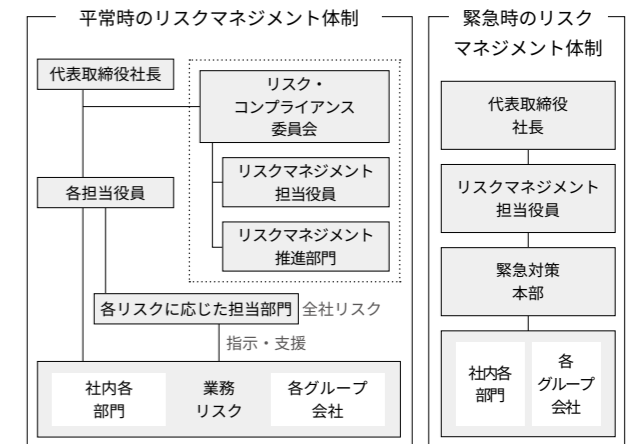 平常時のリスクマネジメント体制
代表取締役社長
リスク・
コンプライアンス
委員会
リスクマネジメント
担当役員
各担当役員
リスクマネジメント
推進部門
各リスクに応じた担当部門
全社リスク
指示・支援
社内各
部門
業務
リスク
各グループ
会社
緊急時のリスク
マネジメント体制
代表取締役
社長
リスクマネジメント
担当役員
緊急対策
本部
社内各
部門
各
グループ
会社